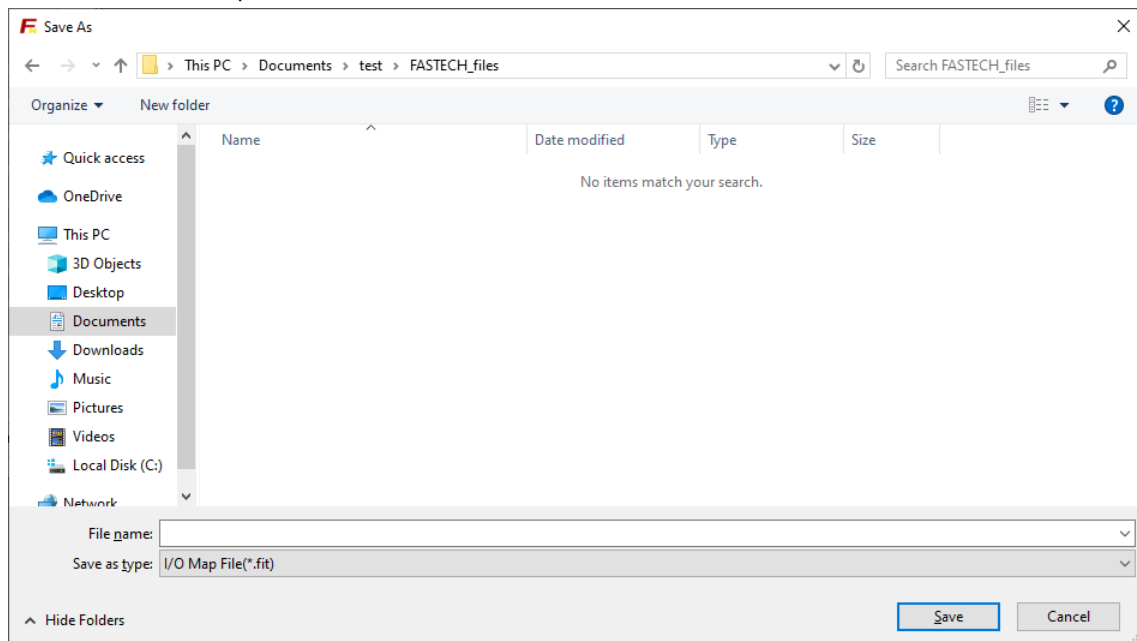 Save As
This PC > Documents > test > FASTECH_files
Search FASTECH_files
Organize
New folder
Name
Date modified
Type
Size
No items match your search.
Quick access
OneDrive
This PC
3D Objects
Desktop
Documents
Downloads
Music
Pictures
Videos
Local Disk (C:)
Network
File name:
Save as type: I/O Map File(*.fit)
Hide Folders
Save
Cancel